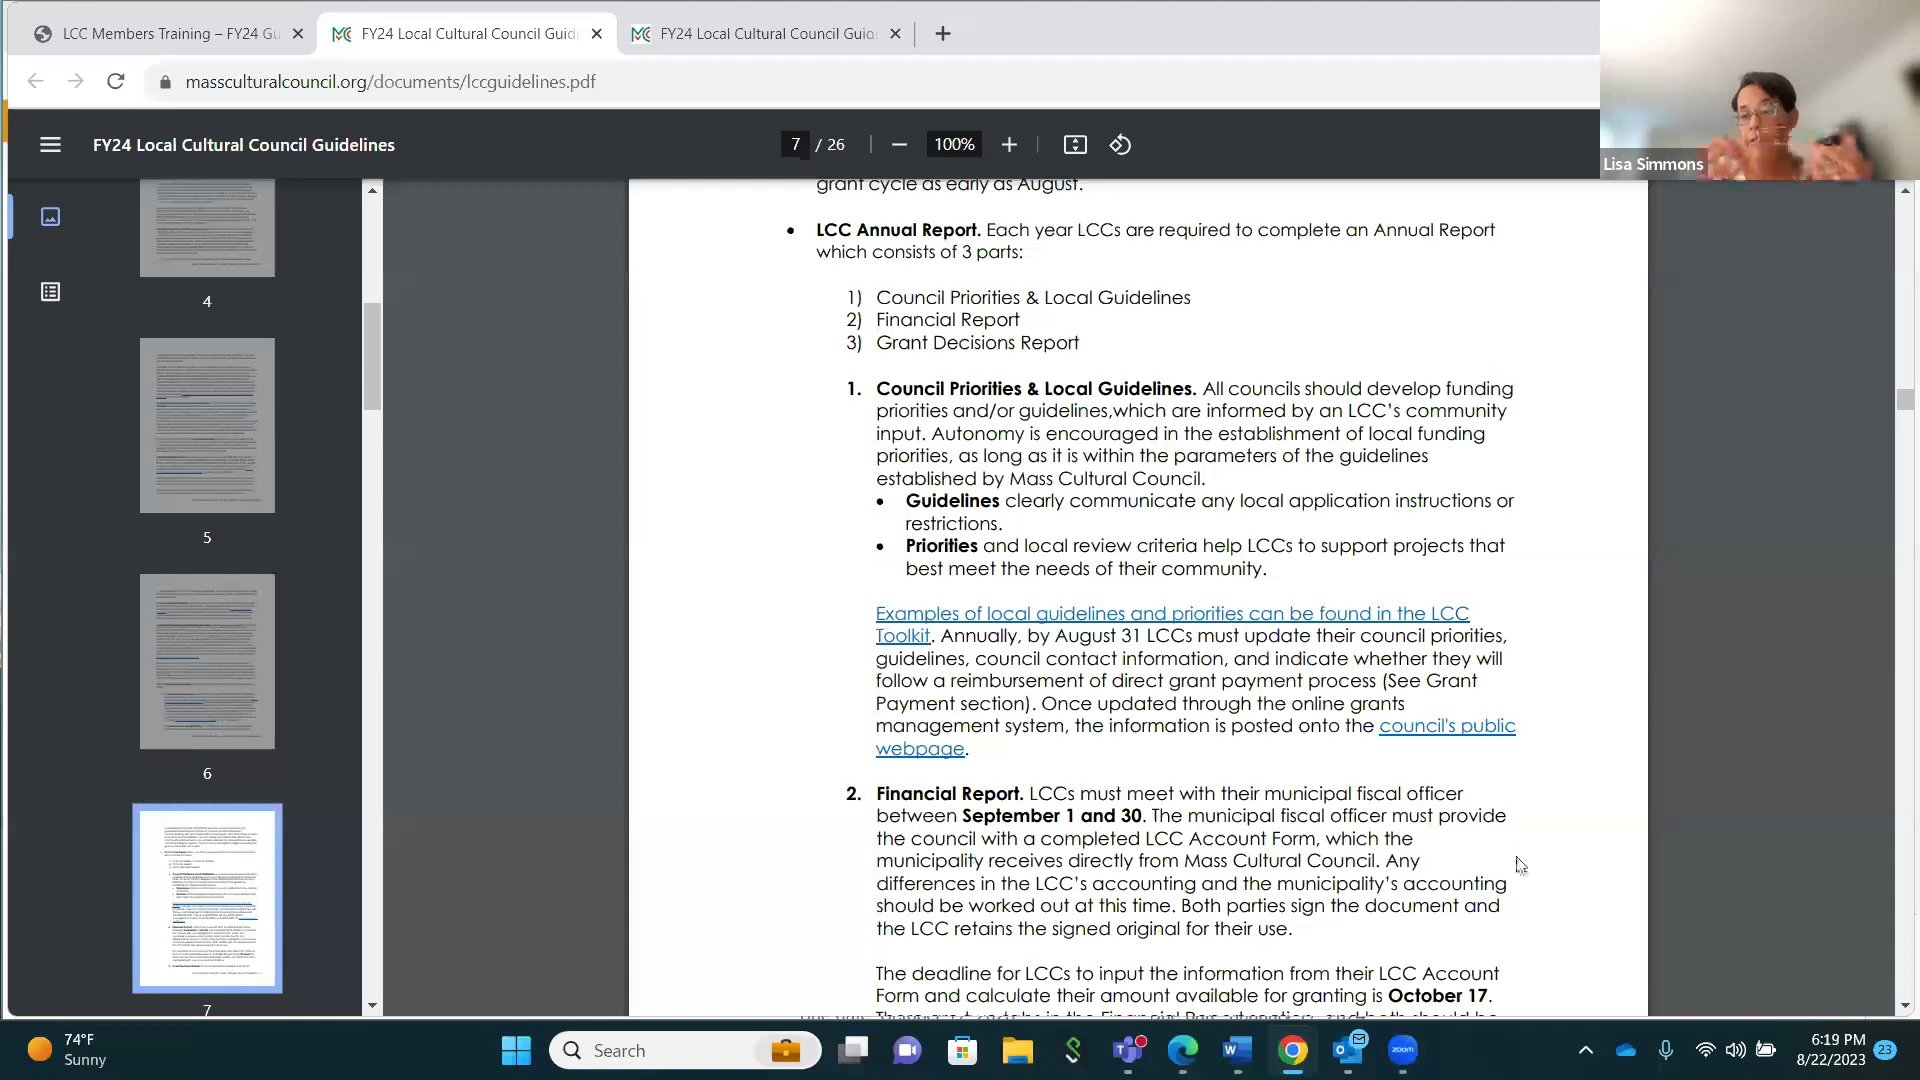 LCC Members Training – FY24 Gu
FY24 Local Cultural Council Guid
FY24 Local Cultural Council Guid
massculturalcouncil.org/documents/lccguidelines.pdf
FY24 Local Cultural Council Guidelines
7 / 26
100%
Lisa Simmons
4
5
6
7
grant cycle as early as August.
• LCC Annual Report. Each year LCCs are required to complete an Annual Report
which consists of 3 parts:
1) Council Priorities & Local Guidelines
2) Financial Report
3) Grant Decisions Report
1. Council Priorities & Local Guidelines. All councils should develop funding
priorities and/or guidelines,which are informed by an LCC's community
input. Autonomy is encouraged in the establishment of local funding
priorities, as long as it is within the parameters of the guidelines
established by Mass Cultural Council.
• Guidelines clearly communicate any local application instructions or
restrictions.
• Priorities and local review criteria help LCCs to support projects that
best meet the needs of their community.
Examples of local guidelines and priorities can be found in the LCC
Toolkit. Annually, by August 31 LCCs must update their council priorities,
guidelines, council contact information, and indicate whether they will
follow a reimbursement of direct grant payment process (See Grant
Payment section). Once updated through the online grants
management system, the information is posted onto the council's public
webpage.
2. Financial Report. LCCs must meet with their municipal fiscal officer
between September 1 and 30. The municipal fiscal officer must provide
the council with a completed LCC Account Form, which the
municipality receives directly from Mass Cultural Council. Any
differences in the LCC's accounting and the municipality's accounting
should be worked out at this time. Both parties sign the document and
the LCC retains the signed original for their use.
The deadline for LCCs to input the information from their LCC Account
Form and calculate their amount available for granting is October 17.
74°F
Sunny
Search
zoom
6:19 PM
8/22/2023
23